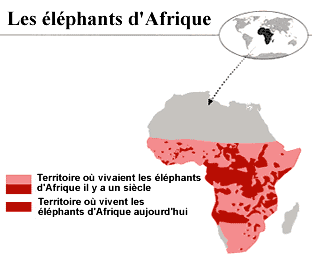 Les éléphants d'Afrique
Territoire où vivaient les éléphants
d'Afrique il y a un siècle
Territoire où vivent les
éléphants d'Afrique aujourd'hui